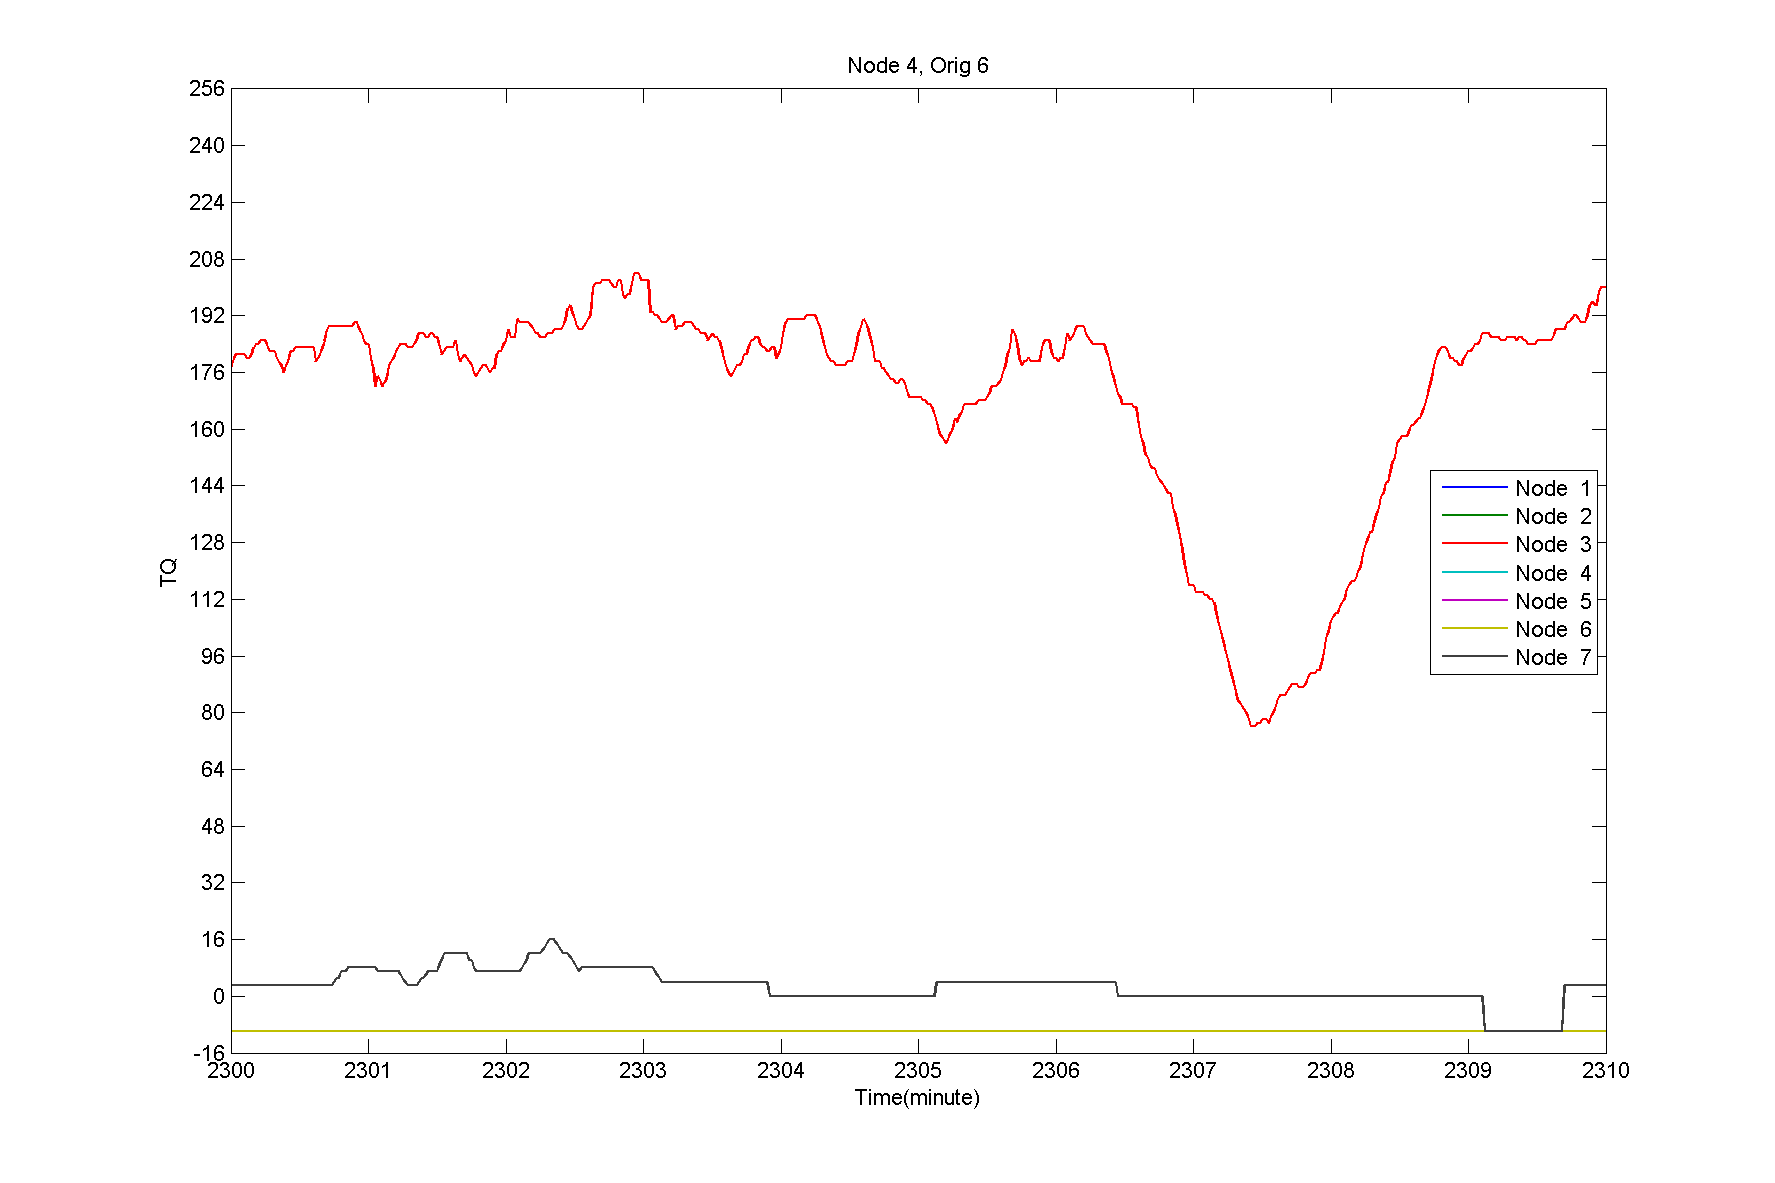 Node 4, Orig 6
256
240
224
208
192
176
160
144
128
112
96
80
64
48
32
16
0
-16
TQ
Node 1
Node 2
Node 3
Node 4
Node 5
Node 6
Node 7
2300 2301 2302 2303 2304 2305 2306 2307 2308 2309 2310
Time(minute)